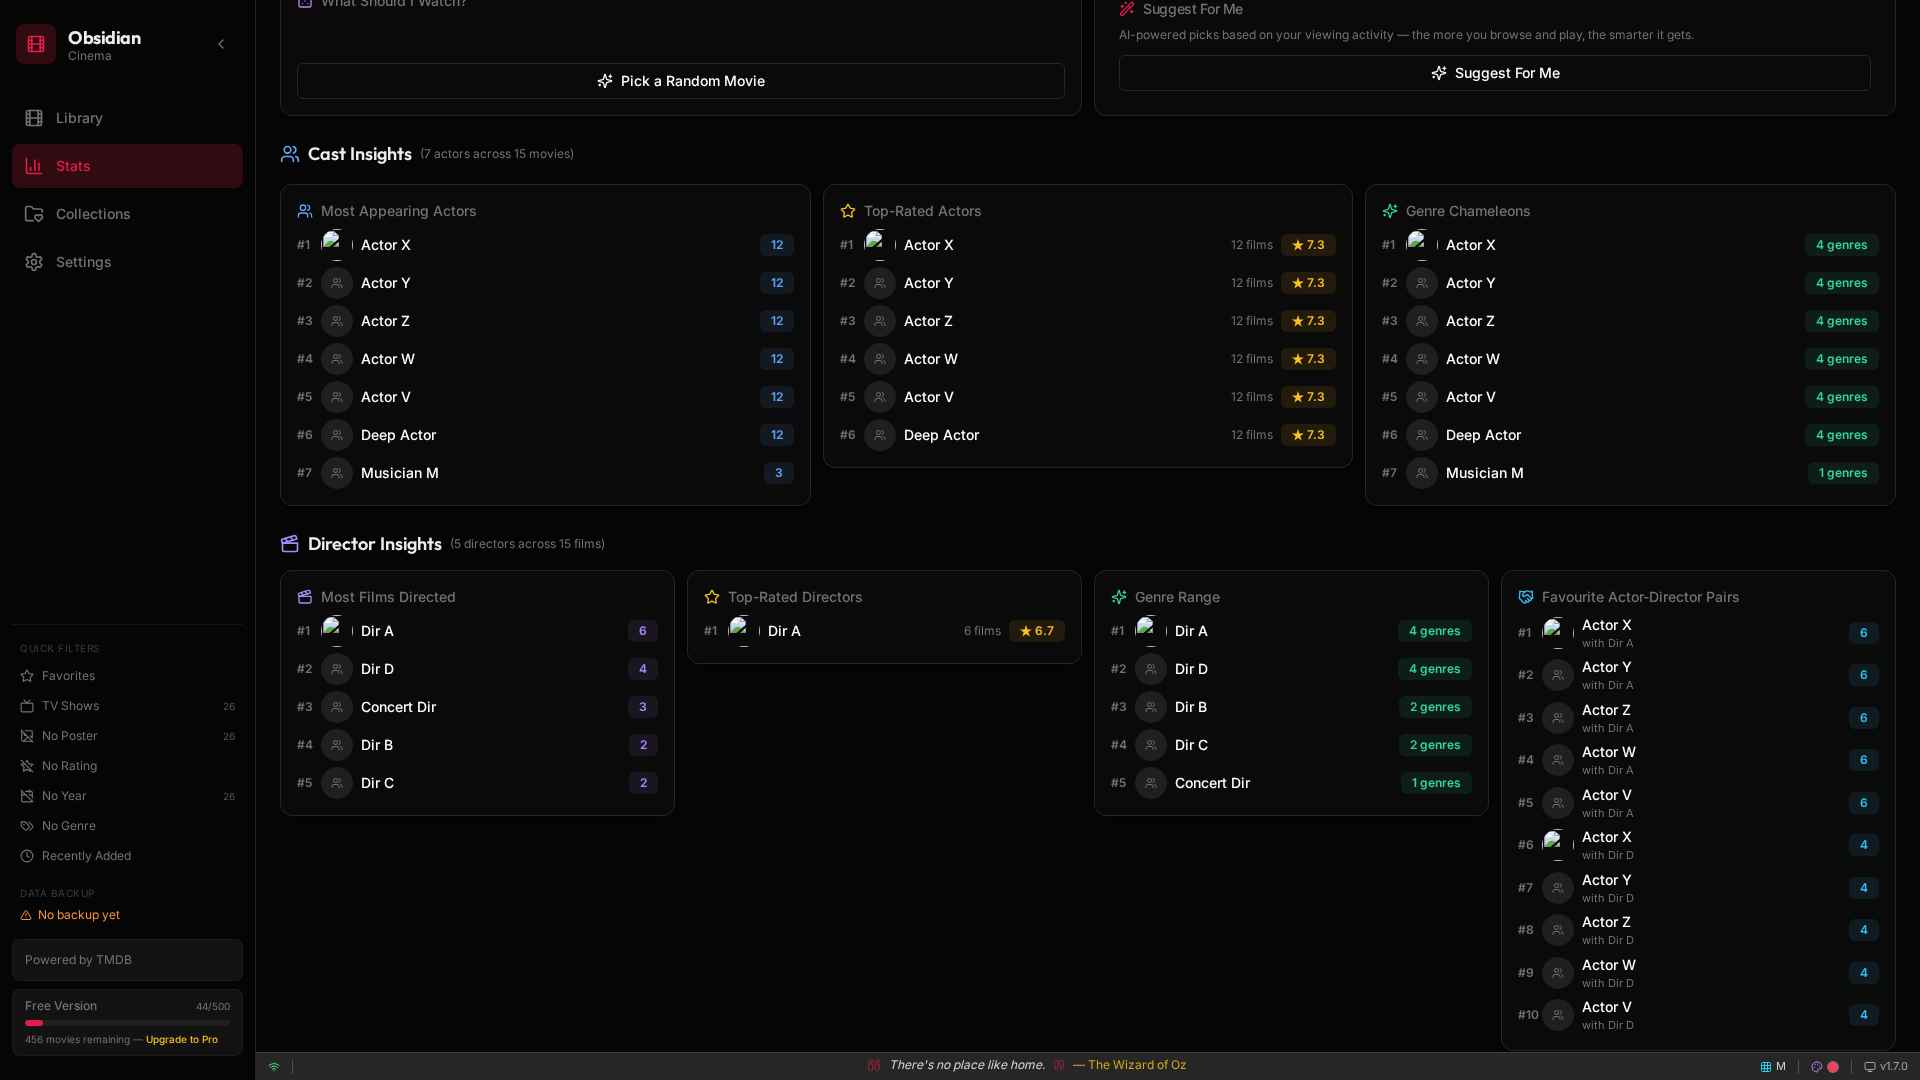 Obsidian
Cinema
Library
Stats
Collections
Settings
QUICK FILTERS
Favorites
TV Shows 26
No Poster 26
No Rating
No Year 26
No Genre
Recently Added
DATA BACKUP
No backup yet
Powered by TMDB
Free Version 44/500
456 movies remaining — Upgrade to Pro
What Should I Watch?
Pick a Random Movie
Suggest For Me
AI-powered picks based on your viewing activity — the more you browse and play, the smarter it gets.
Suggest For Me
Cast Insights (7 actors across 15 movies)
Most Appearing Actors
#1 Actor X 12
#2 Actor Y 12
#3 Actor Z 12
#4 Actor W 12
#5 Actor V 12
#6 Deep Actor 12
#7 Musician M 3
Top-Rated Actors
#1 Actor X 12 films ★ 7.3
#2 Actor Y 12 films ★ 7.3
#3 Actor Z 12 films ★ 7.3
#4 Actor W 12 films ★ 7.3
#5 Actor V 12 films ★ 7.3
#6 Deep Actor 12 films ★ 7.3
Genre Chameleons
#1 Actor X 4 genres
#2 Actor Y 4 genres
#3 Actor Z 4 genres
#4 Actor W 4 genres
#5 Actor V 4 genres
#6 Deep Actor 4 genres
#7 Musician M 1 genres
Director Insights (5 directors across 15 films)
Most Films Directed
#1 Dir A 6
#2 Dir D 4
#3 Concert Dir 3
#4 Dir B 2
#5 Dir C 2
Top-Rated Directors
#1 Dir A 6 films ★ 6.7
Genre Range
#1 Dir A 4 genres
#2 Dir D 4 genres
#3 Dir B 2 genres
#4 Dir C 2 genres
#5 Concert Dir 1 genres
Favourite Actor-Director Pairs
#1 Actor X 6
with Dir A
#2 Actor Y 6
with Dir A
#3 Actor Z 6
with Dir A
#4 Actor W 6
with Dir A
#5 Actor V 6
with Dir A
#6 Actor X 4
with Dir D
#7 Actor Y 4
with Dir D
#8 Actor Z 4
with Dir D
#9 Actor W 4
with Dir D
#10 Actor V 4
with Dir D
There's no place like home. — The Wizard of Oz
M
v1.7.0